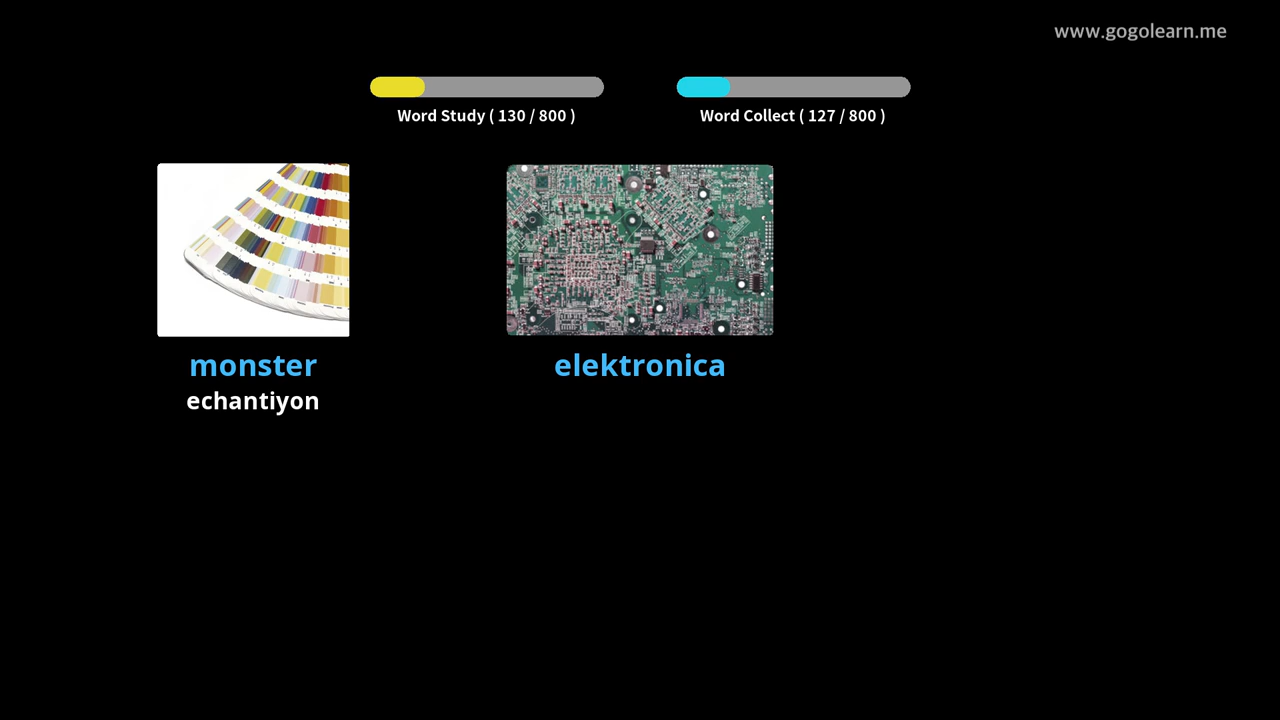 www.gogolearn.me
Word Study ( 130 / 800 )
Word Collect ( 127 / 800 )
monster
echantiyon
elektronica